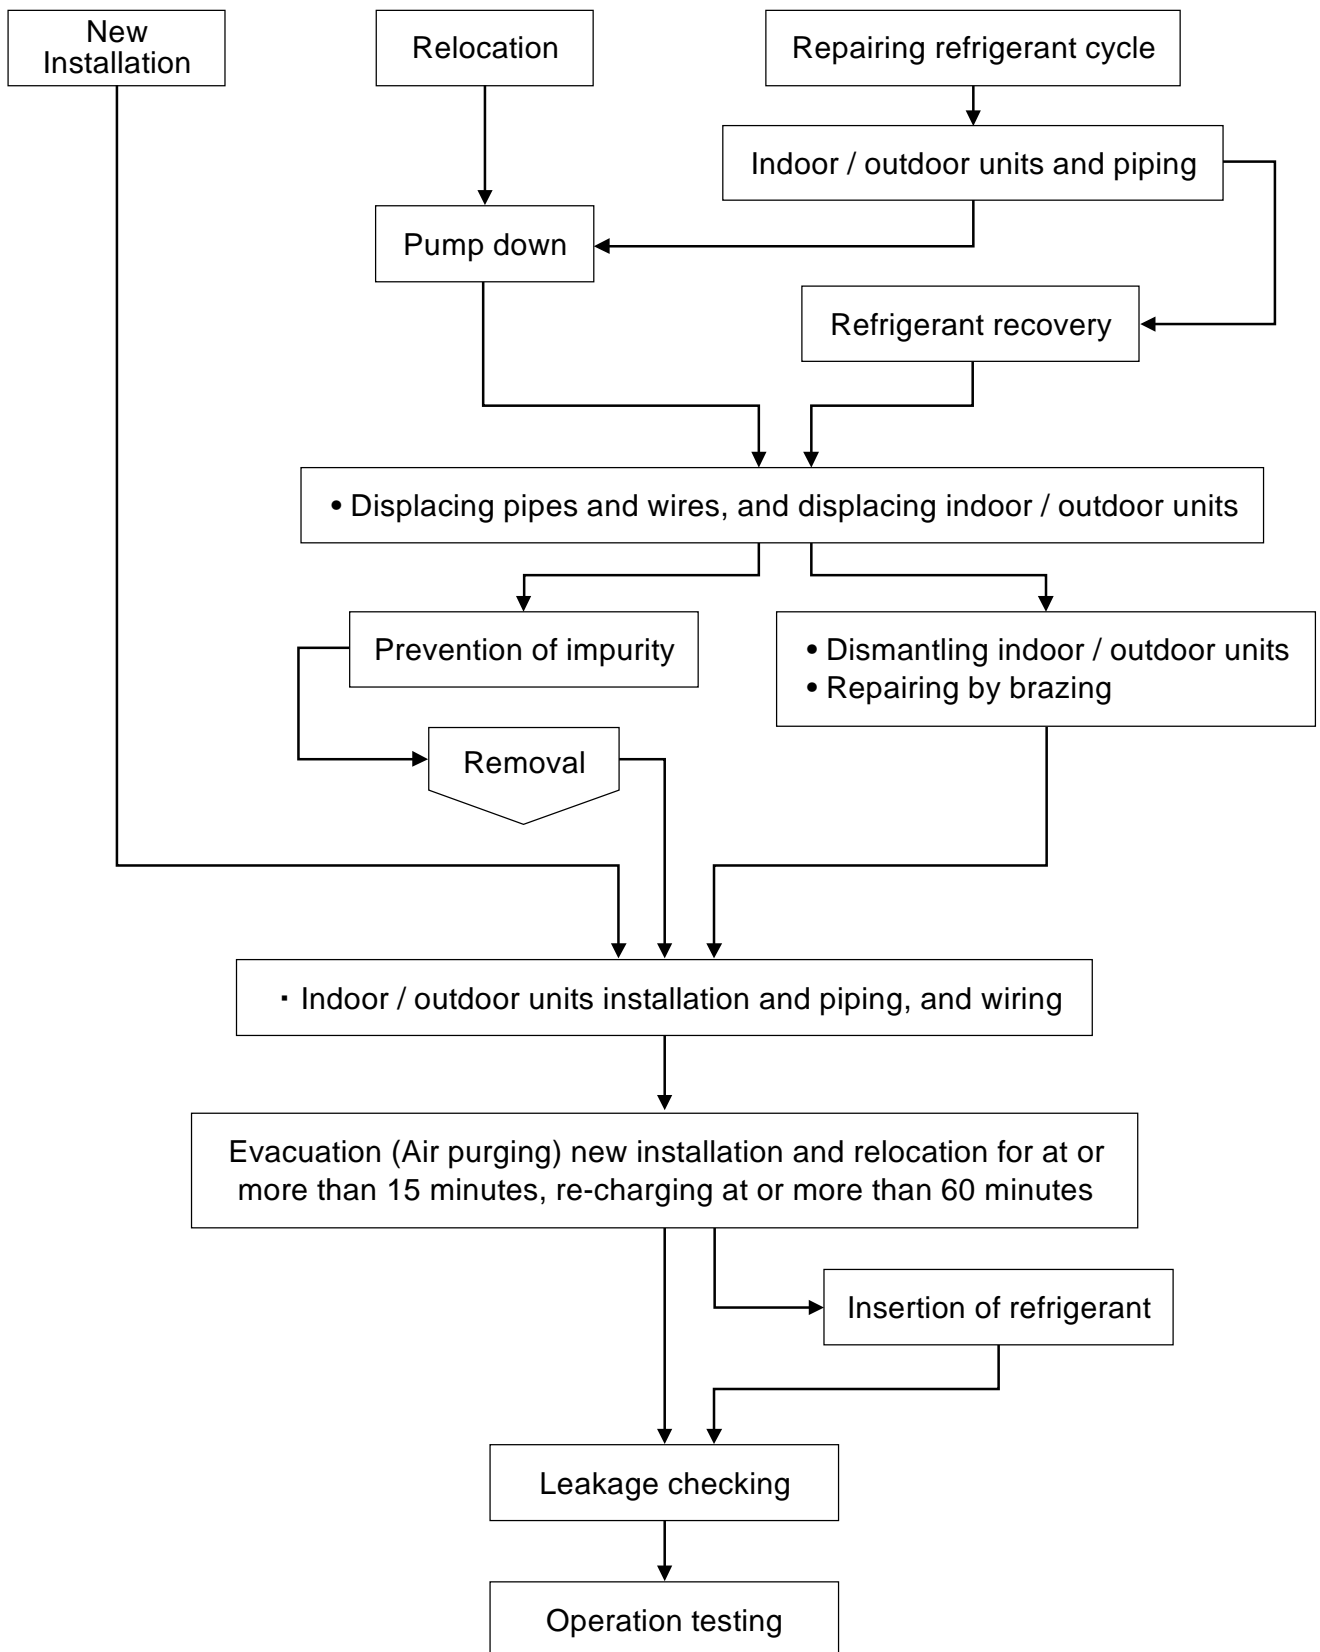 New
Installation
Relocation
Repairing refrigerant cycle
Indoor / outdoor units and piping
Pump down
Refrigerant recovery
• Displacing pipes and wires, and displacing indoor / outdoor units
Prevention of impurity
• Dismantling indoor / outdoor units
• Repairing by brazing
Removal
· Indoor / outdoor units installation and piping, and wiring
Evacuation (Air purging) new installation and relocation for at or
more than 15 minutes, re-charging at or more than 60 minutes
Insertion of refrigerant
Leakage checking
Operation testing